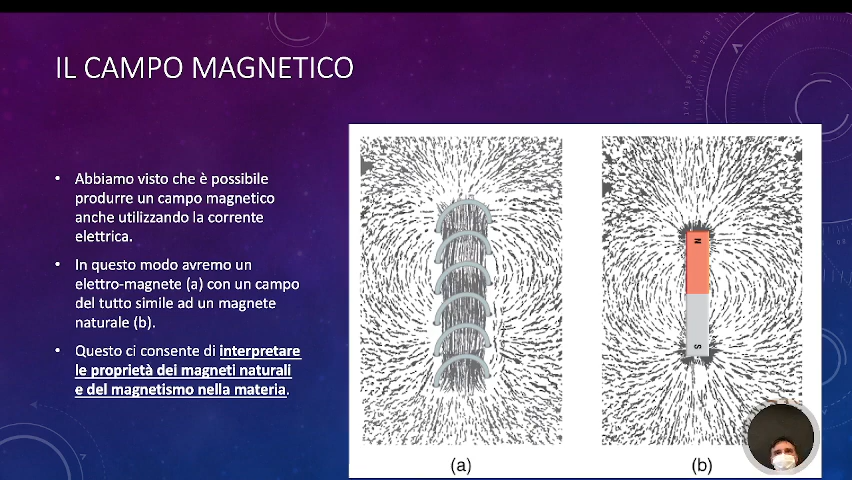 IL CAMPO MAGNETICO
• Abbiamo visto che è possibile
produrre un campo magnetico
anche utilizzando la corrente
elettrica.
• In questo modo avremo un
elettro-magnete (a) con un campo
del tutto simile ad un magnete
naturale (b).
• Questo ci consente di interpretare
le proprietà dei magneti naturali
e del magnetismo nella materia.
N
S
(a)
(b)